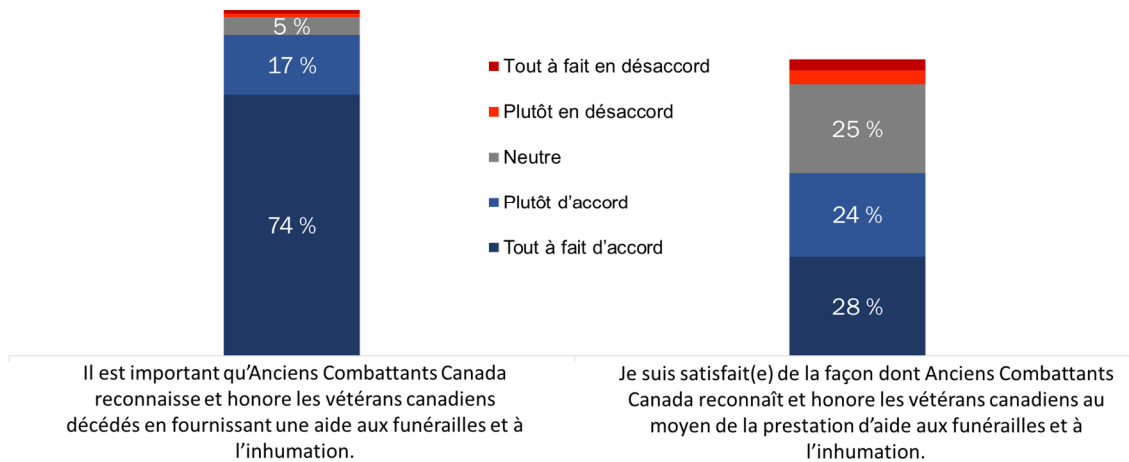 5 %
17 %
74 %
Tout à fait en désaccord
Plutôt en désaccord
Neutre
Plutôt d’accord
Tout à fait d’accord
25 %
24 %
28 %
Il est important qu’Anciens Combattants Canada
reconnaisse et honore les vétérans canadiens
décédés en fournissant une aide aux funérailles et à
l’inhumation.
Je suis satisfait(e) de la façon dont Anciens Combattants
Canada reconnaît et honore les vétérans canadiens au
moyen de la prestation d’aide aux funérailles et à
l’inhumation.